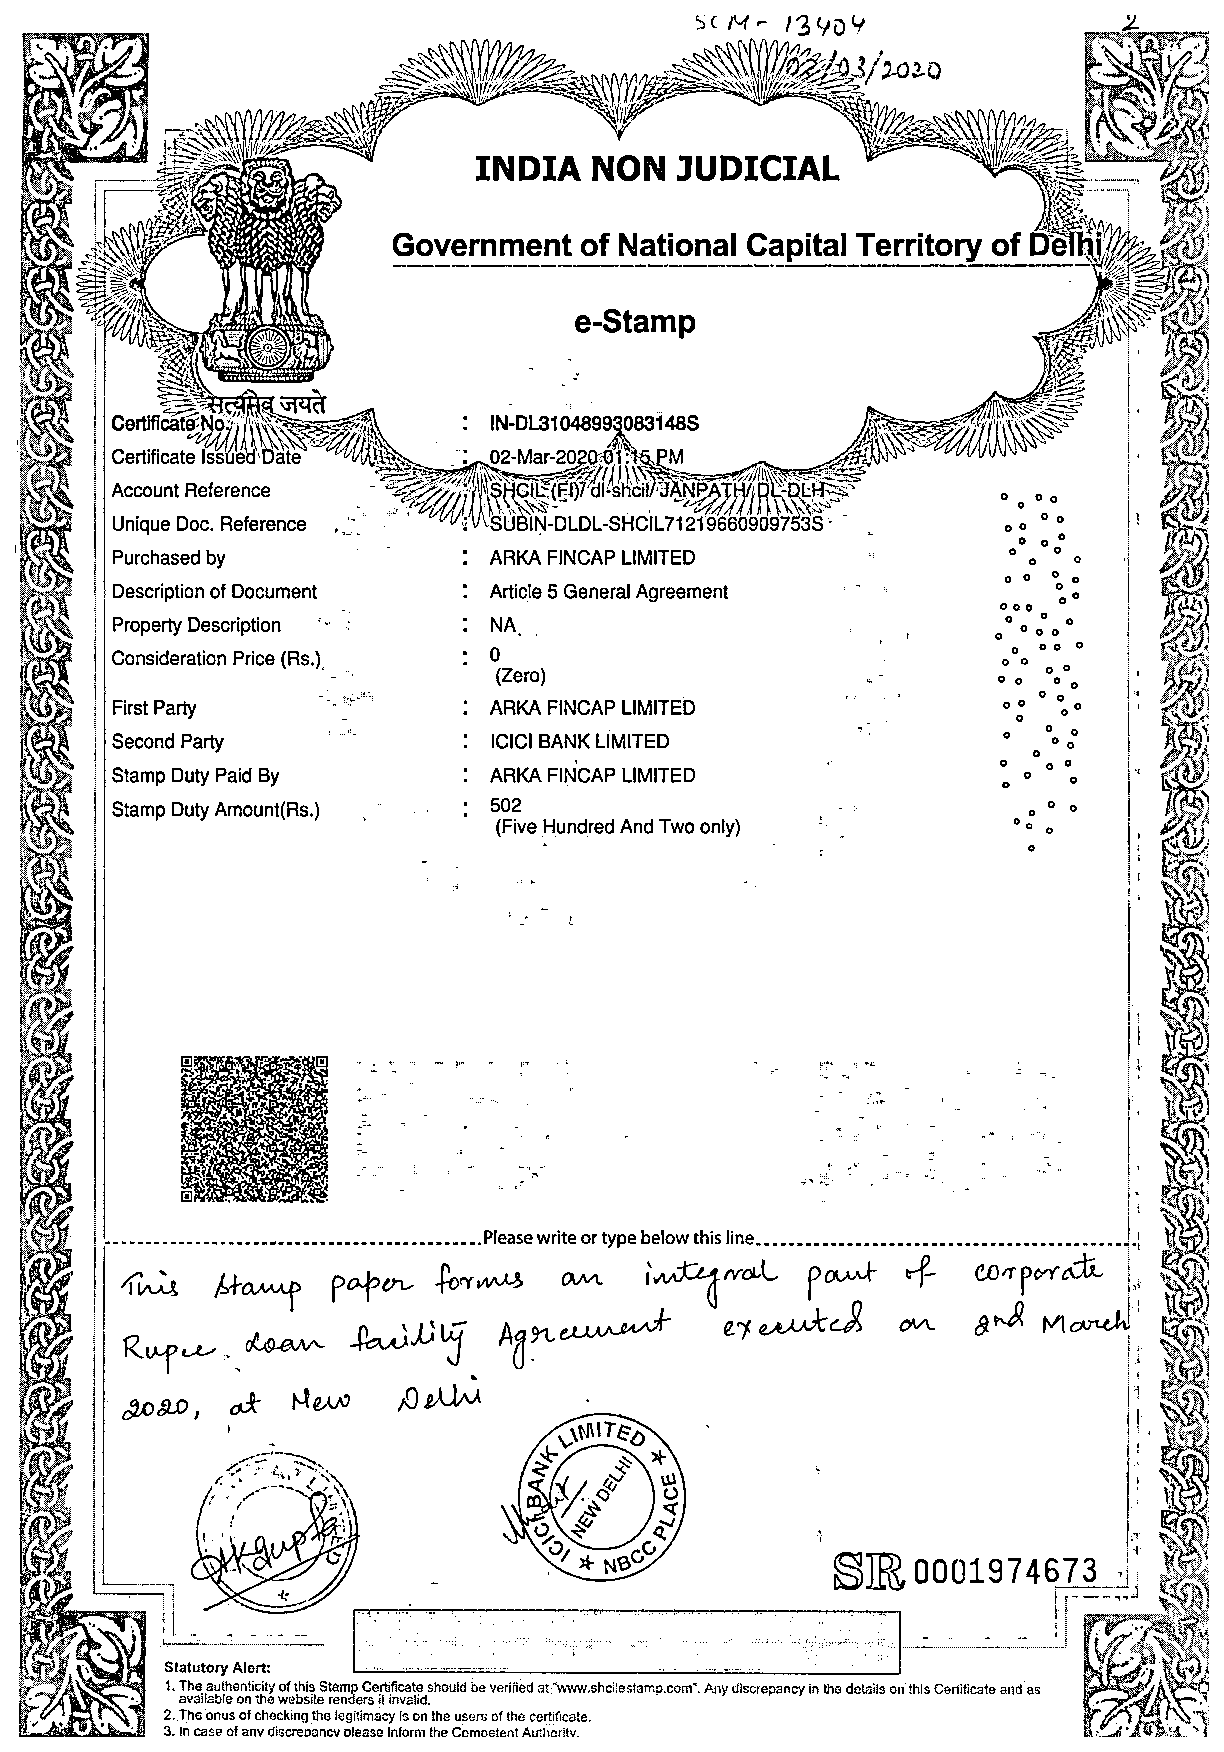 SCM - 13404
2
02/03/2020
INDIA NON JUDICIAL
Government of National Capital Territory of Delhi
e-Stamp
सत्यमेव जयते
Certificate No. : IN-DL31048993083148S
Certificate Issued Date : 02-Mar-2020 01:15 PM
Account Reference : SHCIL (FI)/ dl-shcil/ JANPATH/ DL-DLH
Unique Doc. Reference : SUBIN-DLDL-SHCIL71219660909753S
Purchased by : ARKA FINCAP LIMITED
Description of Document : Article 5 General Agreement
Property Description : NA
Consideration Price (Rs.) : 0
(Zero)
First Party : ARKA FINCAP LIMITED
Second Party : ICICI BANK LIMITED
Stamp Duty Paid By : ARKA FINCAP LIMITED
Stamp Duty Amount(Rs.) : 502
(Five Hundred And Two only)
Please write or type below this line
This stamp paper formes an integral part of corporate
Rupee loan facility Agreement executed on 2nd March
2020, at New Delhi
ICICI BANK LIMITED ★ NBCC PLACE ★
NEW DELHI
SR 0001974673
Statutory Alert:
1. The authenticity of this Stamp Certificate should be verified at "www.shcilestamp.com". Any discrepancy in the details on this Certificate and as
available on the website renders it invalid.
2. The onus of checking the legitimacy is on the users of the certificate.
3. In case of any discrepancy please inform the Competent Authority.